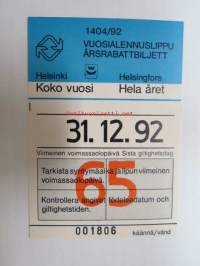 1404/92
VUOSIALENNUSLIPPU
ÅRSRABATTBILJETT
Helsinki Helsingfors
Koko vuosi Hela året
31.12.92
Viimeinen voimassaolopäivä Sista giltighetsdag
65
Tarkista syntymäaika ja lipun viimeinen
voimassaolopäivä.
Kontrollera angivet födelsedatum och
giltighetstiden.
001806 käännä/vänd